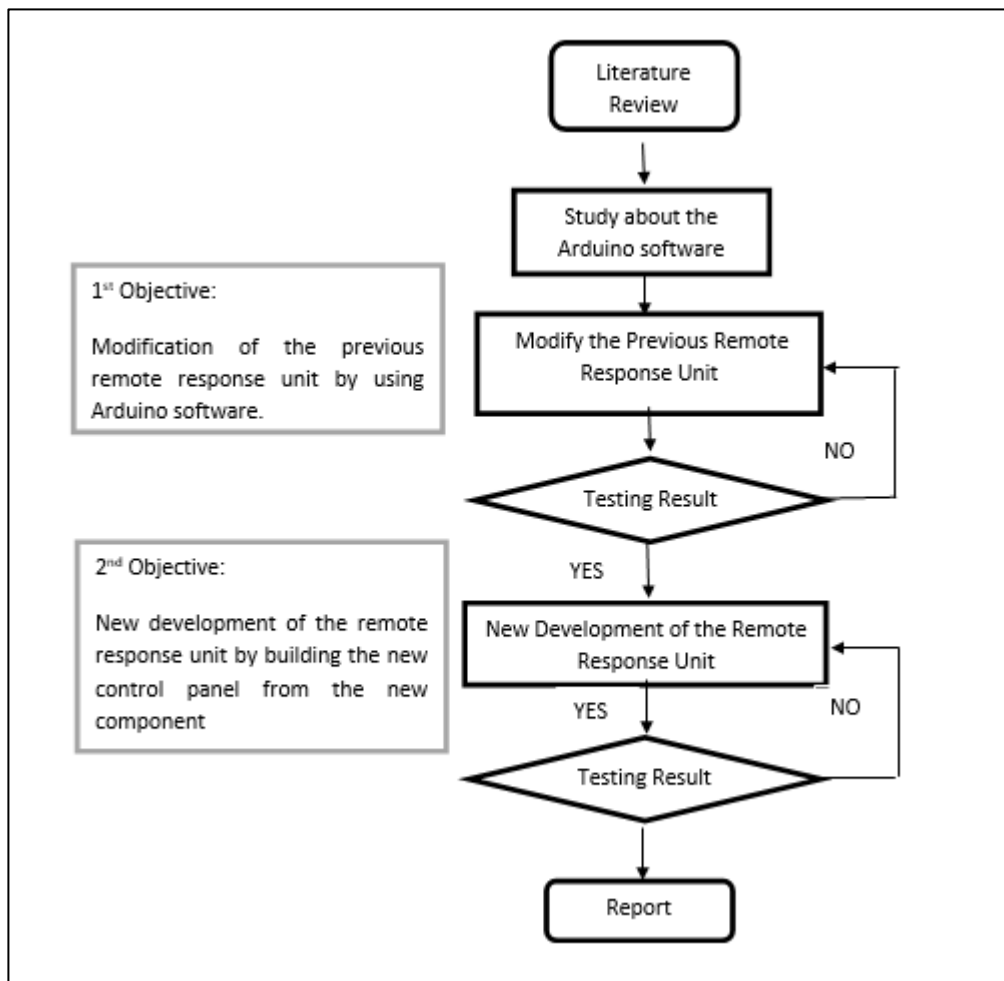 Literature
Review
Study about the
Arduino software
1st Objective:
Modification of the previous
remote response unit by using
Arduino software.
Modify the Previous Remote
Response Unit
NO
Testing Result
YES
2nd Objective:
New development of the remote
response unit by building the new
control panel from the new
component
New Development of the Remote
Response Unit
YES
NO
Testing Result
Report